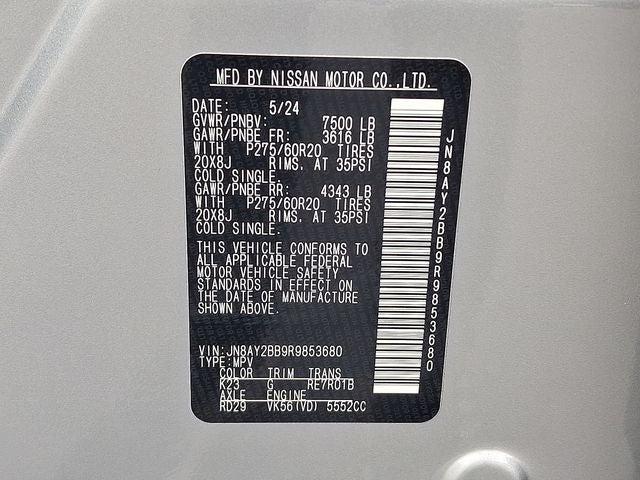 MFD BY NISSAN MOTOR CO.,LTD.
DATE: 5/24
GVWR/PNBV: 7500 LB
GAWR/PNBE FR: 3616 LB
WITH P275/60R20 TIRES
20X8J RIMS, AT 35PSI
COLD SINGLE.
GAWR/PNBE RR: 4343 LB
WITH P275/60R20 TIRES
20X8J RIMS, AT 35PSI
COLD SINGLE.
THIS VEHICLE CONFORMS TO
ALL APPLICABLE FEDERAL
MOTOR VEHICLE SAFETY
STANDARDS IN EFFECT ON
THE DATE OF MANUFACTURE
SHOWN ABOVE.
VIN:JN8AY2BB9R9853680
TYPE:MPV
COLOR TRIM TRANS
K23 G RE7R01B
AXLE ENGINE
RD29 VK56(VD) 5552CC
JN8AY2BB9R9853680